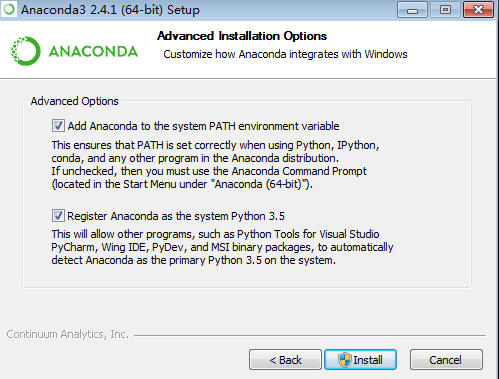 Anaconda3 2.4.1 (64-bit) Setup
ANACONDA
Advanced Installation Options
Customize how Anaconda integrates with Windows
Advanced Options
Add Anaconda to the system PATH environment variable
This ensures that PATH is set correctly when using Python, IPython,
conda, and any other program in the Anaconda distribution.
If unchecked, then you must use the Anaconda Command Prompt
(located in the Start Menu under "Anaconda (64-bit)").
Register Anaconda as the system Python 3.5
This will allow other programs, such as Python Tools for Visual Studio
PyCharm, Wing IDE, PyDev, and MSI binary packages, to automatically
detect Anaconda as the primary Python 3.5 on the system.
Continuum Analytics, Inc.
< Back
Install
Cancel